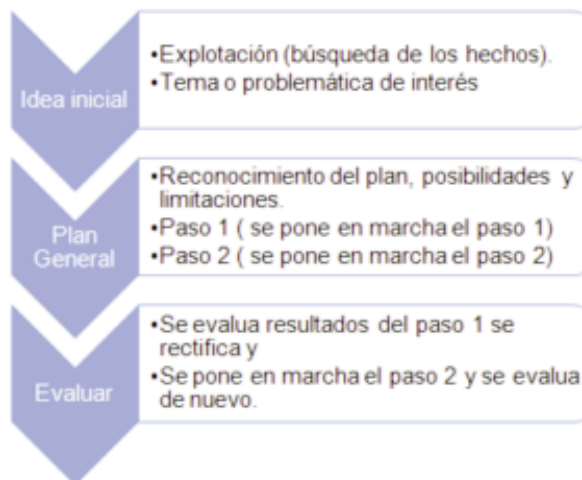 Idea inicial
•Explotación (búsqueda de los hechos).
•Tema o problemática de interés
Plan
General
•Reconocimiento del plan, posibilidades y
limitaciones.
•Paso 1 ( se pone en marcha el paso 1)
•Paso 2 ( se pone en marcha el paso 2)
Evaluar
•Se evalua resultados del paso 1 se
rectifica y
•Se pone en marcha el paso 2 y se evalua
de nuevo.